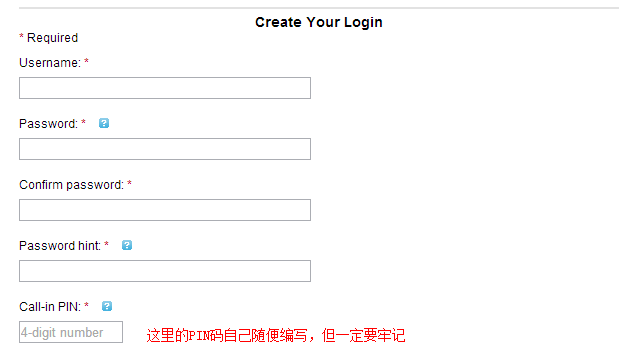 Create Your Login
* Required
Username: *
Password: * ?
Confirm password: *
Password hint: * ?
Call-in PIN: * ?
4-digit number 这里的PIN码自己随便编写，但一定要牢记